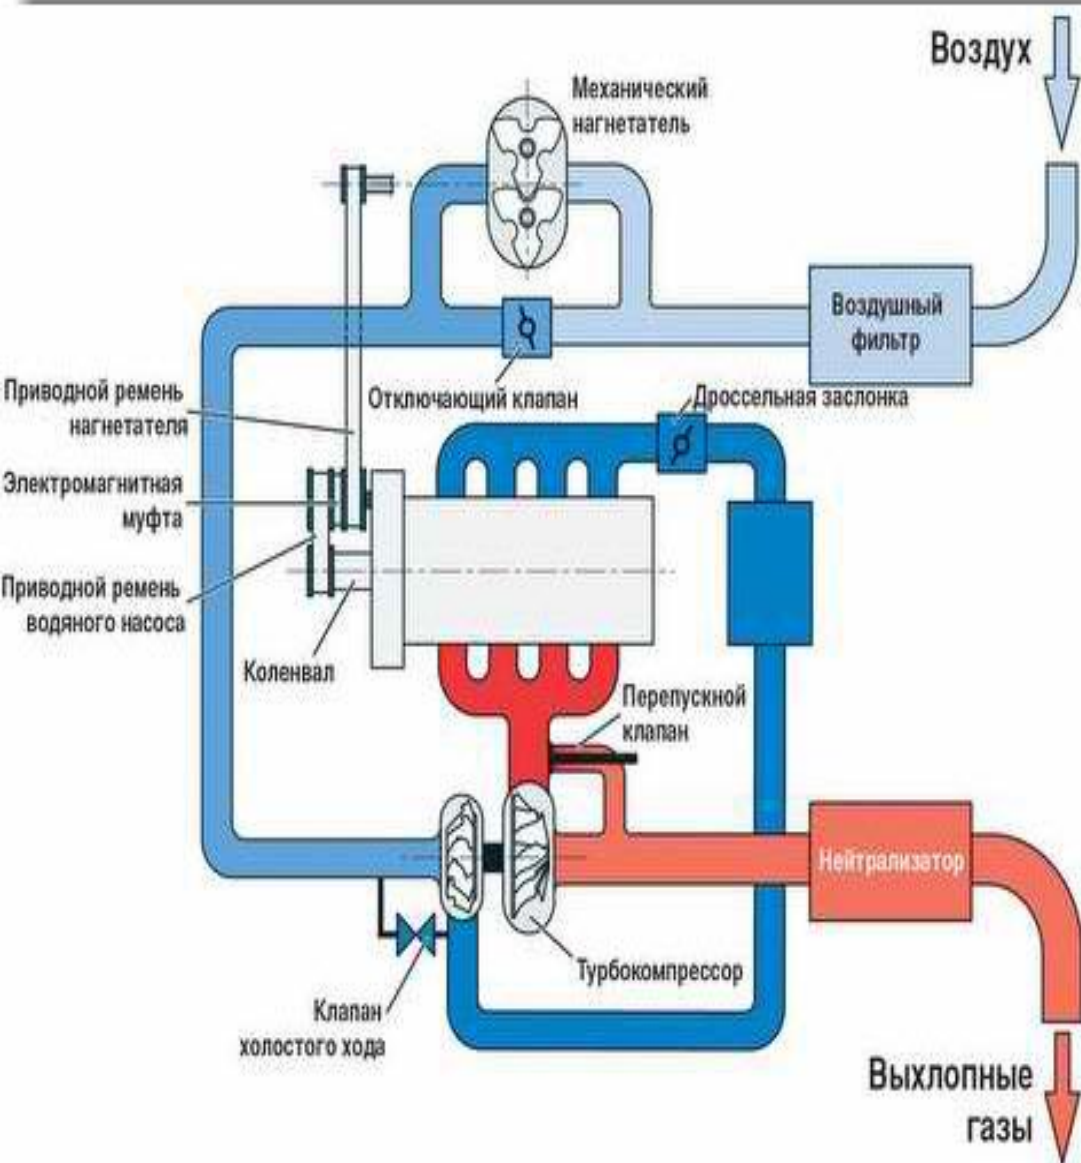 Воздух
Механический
нагнетатель
Воздушный
фильтр
Приводной ремень
нагнетателя
Отключающий клапан
Дроссельная заслонка
Электромагнитная
муфта
Приводной ремень
водяного насоса
Коленвал
Перепускной
клапан
Нейтрализатор
Турбокомпрессор
Клапан
холостого хода
Выхлопные
газы